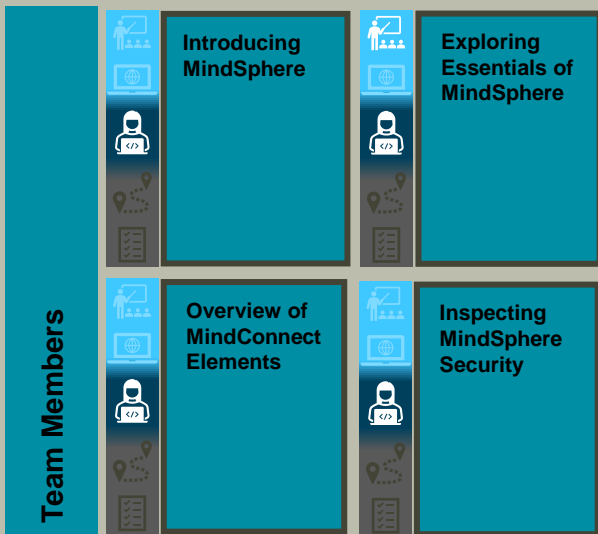 Team Members
Introducing
MindSphere
Exploring
Essentials of
MindSphere
Overview of
MindConnect
Elements
Inspecting
MindSphere
Security